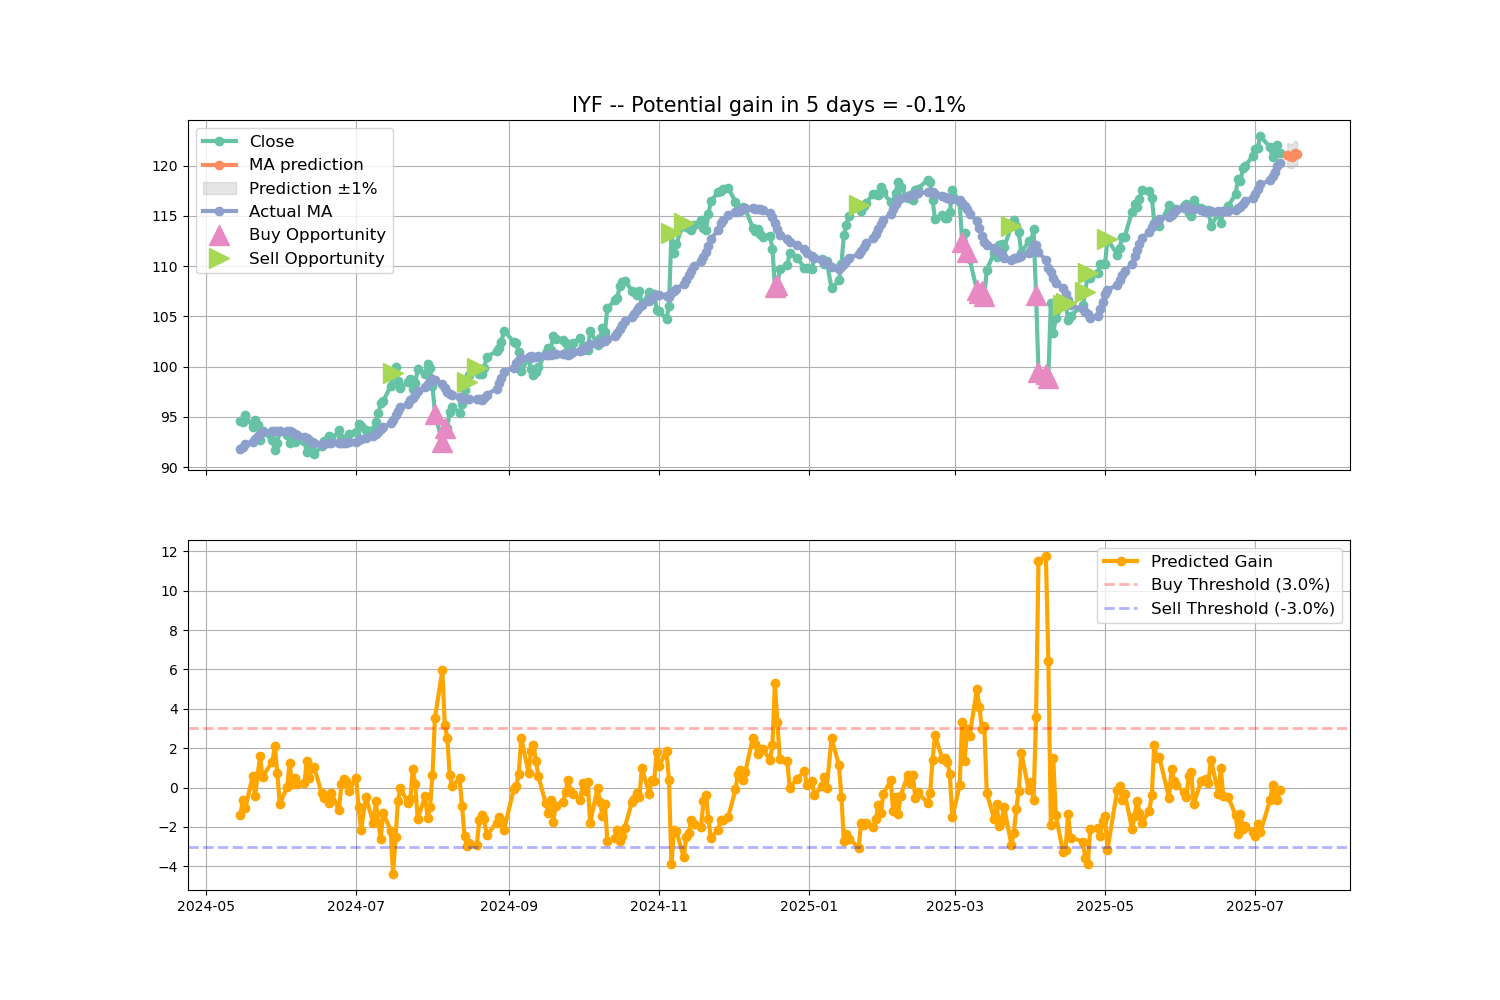 IYF -- Potential gain in 5 days = -0.1%
Close
MA prediction
Prediction ±1%
Actual MA
Buy Opportunity
Sell Opportunity
120
115
110
105
100
95
90
12
10
8
6
4
2
0
−2
−4
Predicted Gain
Buy Threshold (3.0%)
Sell Threshold (-3.0%)
2024-05
2024-07
2024-09
2024-11
2025-01
2025-03
2025-05
2025-07